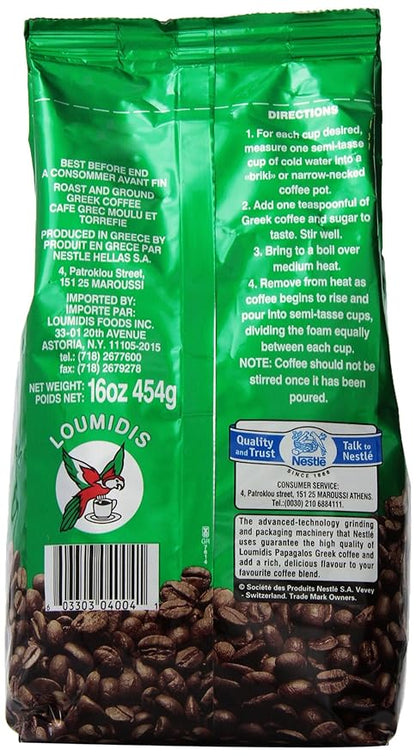 BEST BEFORE END
A CONSOMMER AVANT FIN
ROAST AND GROUND
GREEK COFFEE
CAFE GREC MOULU ET
TORREFIE
PRODUCED IN GREECE BY
PRODUIT EN GRECE PAR
NESTLE HELLAS S.A.
4, Patroklou Street,
151 25 MAROUSSI
IMPORTED BY:
IMPORTE PAR:
LOUMIDIS FOODS INC.
33-01 20th AVENUE
ASTORIA, N.Y. 11105-2015
tel.: (718) 2677600
fax: (718) 2679278
NET WEIGHT: 16oz 454g
POIDS NET:
LOUMIDIS
6 03303 04004 1
DIRECTIONS
1. For each cup desired,
measure one semi-tasse
cup of cold water into a
«briki» or narrow-necked
coffee pot.
2. Add one teaspoonful of
Greek coffee and sugar to
taste. Stir well.
3. Bring to a boil over
medium heat.
4. Remove from heat as
coffee begins to rise and
pour into semi-tasse cups,
dividing the foam equally
between each cup.
NOTE: Coffee should not be
stirred once it has been
poured.
Quality
and Trust
Nestlé
SINCE 1866
Talk to
Nestlé
CONSUMER SERVICE:
4, Patroklou street, 151 25 MAROUSSI ATHENS.
Tel.:(0030) 210 6884111.
The advanced-technology grinding
and packaging machinery that Nestlé
uses guarantee the high quality of
Loumidis Papagalos Greek coffee and
add a rich, delicious flavour to your
favourite coffee blend.
© Société des Produits Nestlé S.A. Vevey
- Switzerland. Trade Mark Owners.